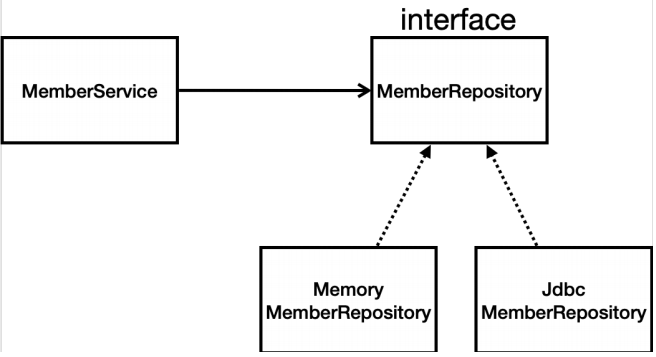 interface
MemberService
MemberRepository
Memory
MemberRepository
Jdbc
MemberRepository